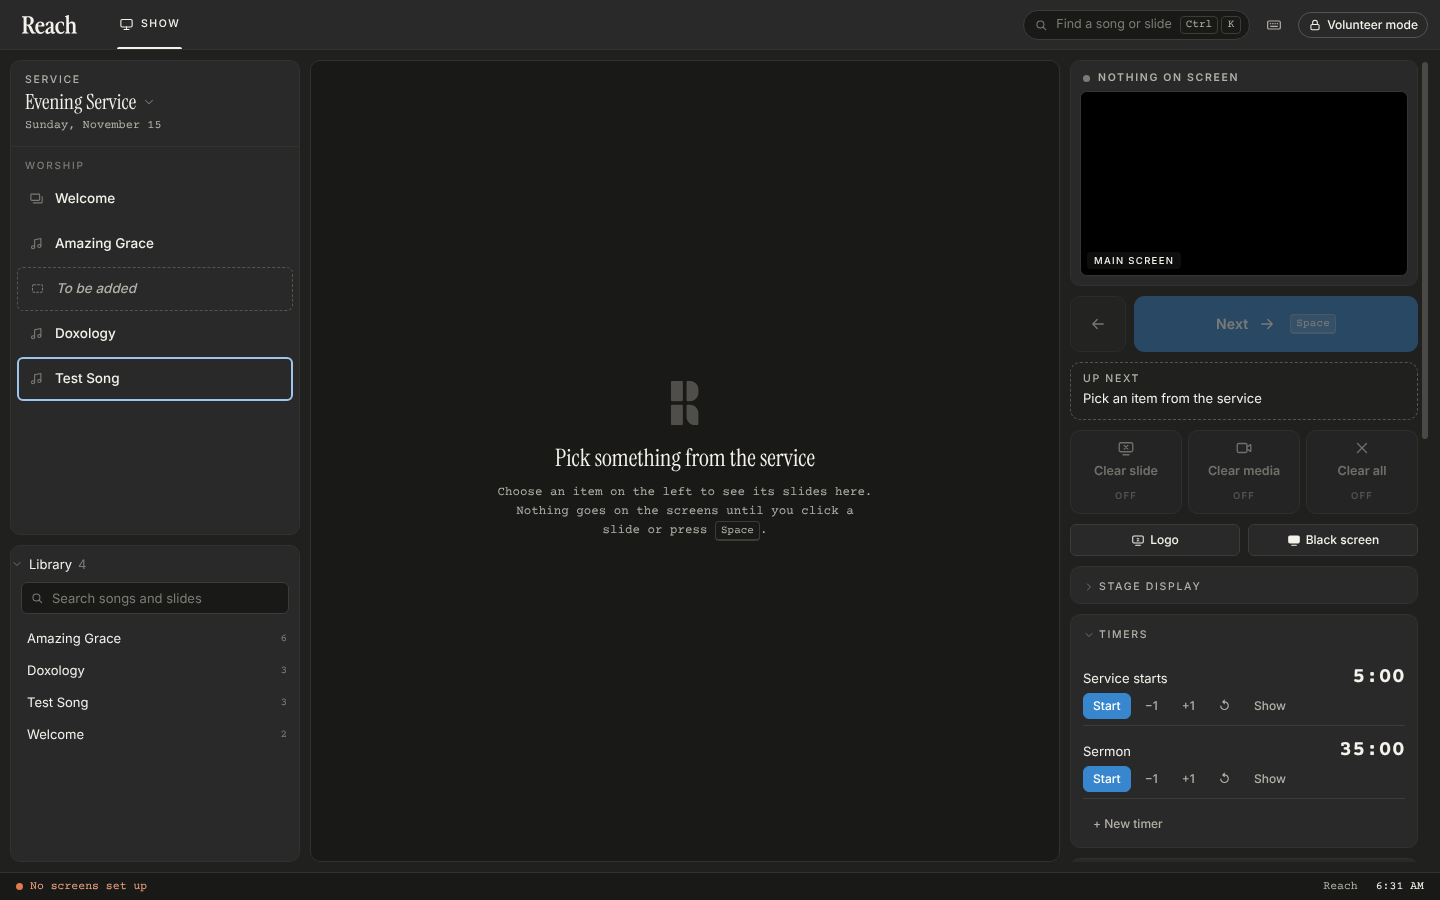 Reach
SHOW
Find a song or slide Ctrl K
Volunteer mode
SERVICE
Evening Service
Sunday, November 15
WORSHIP
Welcome
Amazing Grace
To be added
Doxology
Test Song
Library 4
Search songs and slides
Amazing Grace 6
Doxology 3
Test Song 3
Welcome 2
Pick something from the service
Choose an item on the left to see its slides here.
Nothing goes on the screens until you click a
slide or press Space.
NOTHING ON SCREEN
MAIN SCREEN
Next Space
UP NEXT
Pick an item from the service
Clear slide OFF
Clear media OFF
Clear all OFF
Logo
Black screen
STAGE DISPLAY
TIMERS
Service starts 5:00
Start −1 +1 Show
Sermon 35:00
Start −1 +1 Show
+ New timer
No screens set up
Reach 6:31 AM